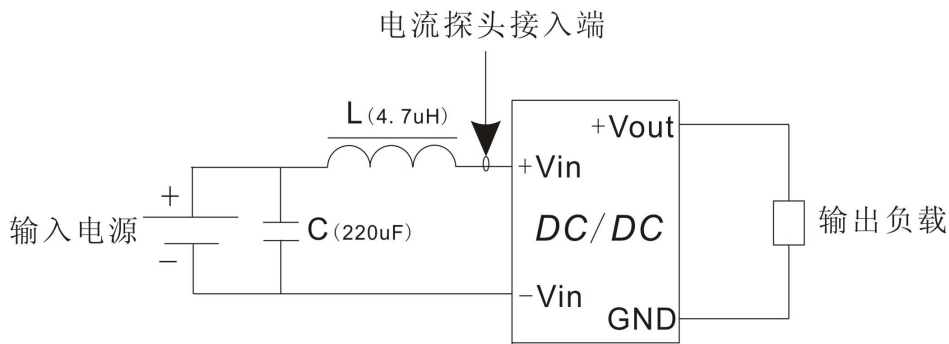 电流探头接入端
L(4.7uH)
+Vout
+Vin
+
输入电源
C(220uF)
DC/DC
输出负载
−
−Vin
GND